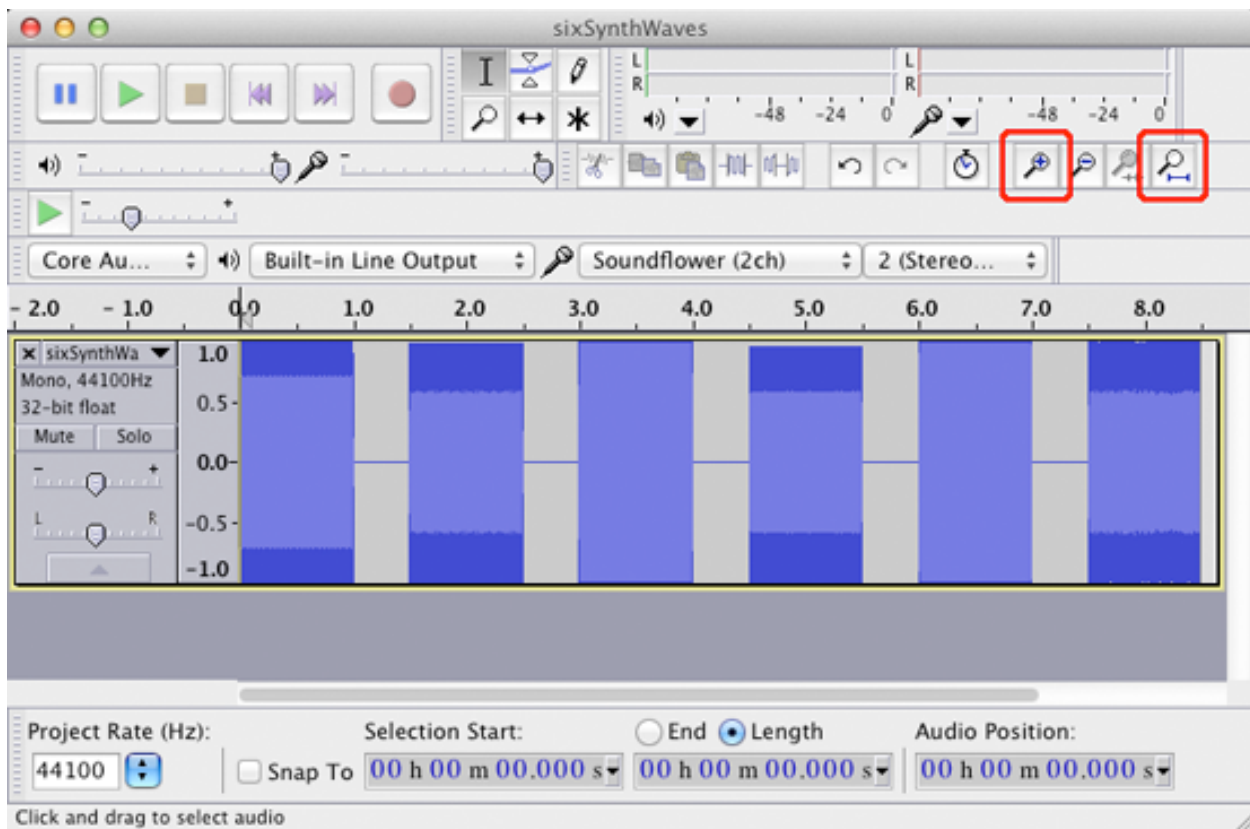 sixSynthWaves
L
R
-48 -24 0
L
R
-48 -24 0
Core Au... Built-in Line Output Soundflower (2ch) 2 (Stereo...
- 2.0 - 1.0 0.0 1.0 2.0 3.0 4.0 5.0 6.0 7.0 8.0
sixSynthWa
Mono, 44100Hz
32-bit float
Mute Solo
- +
L R
1.0
0.5
0.0
-0.5
-1.0
Project Rate (Hz): Selection Start: End Length Audio Position:
44100 Snap To 00 h 00 m 00.000 s 00 h 00 m 00.000 s 00 h 00 m 00.000 s
Click and drag to select audio